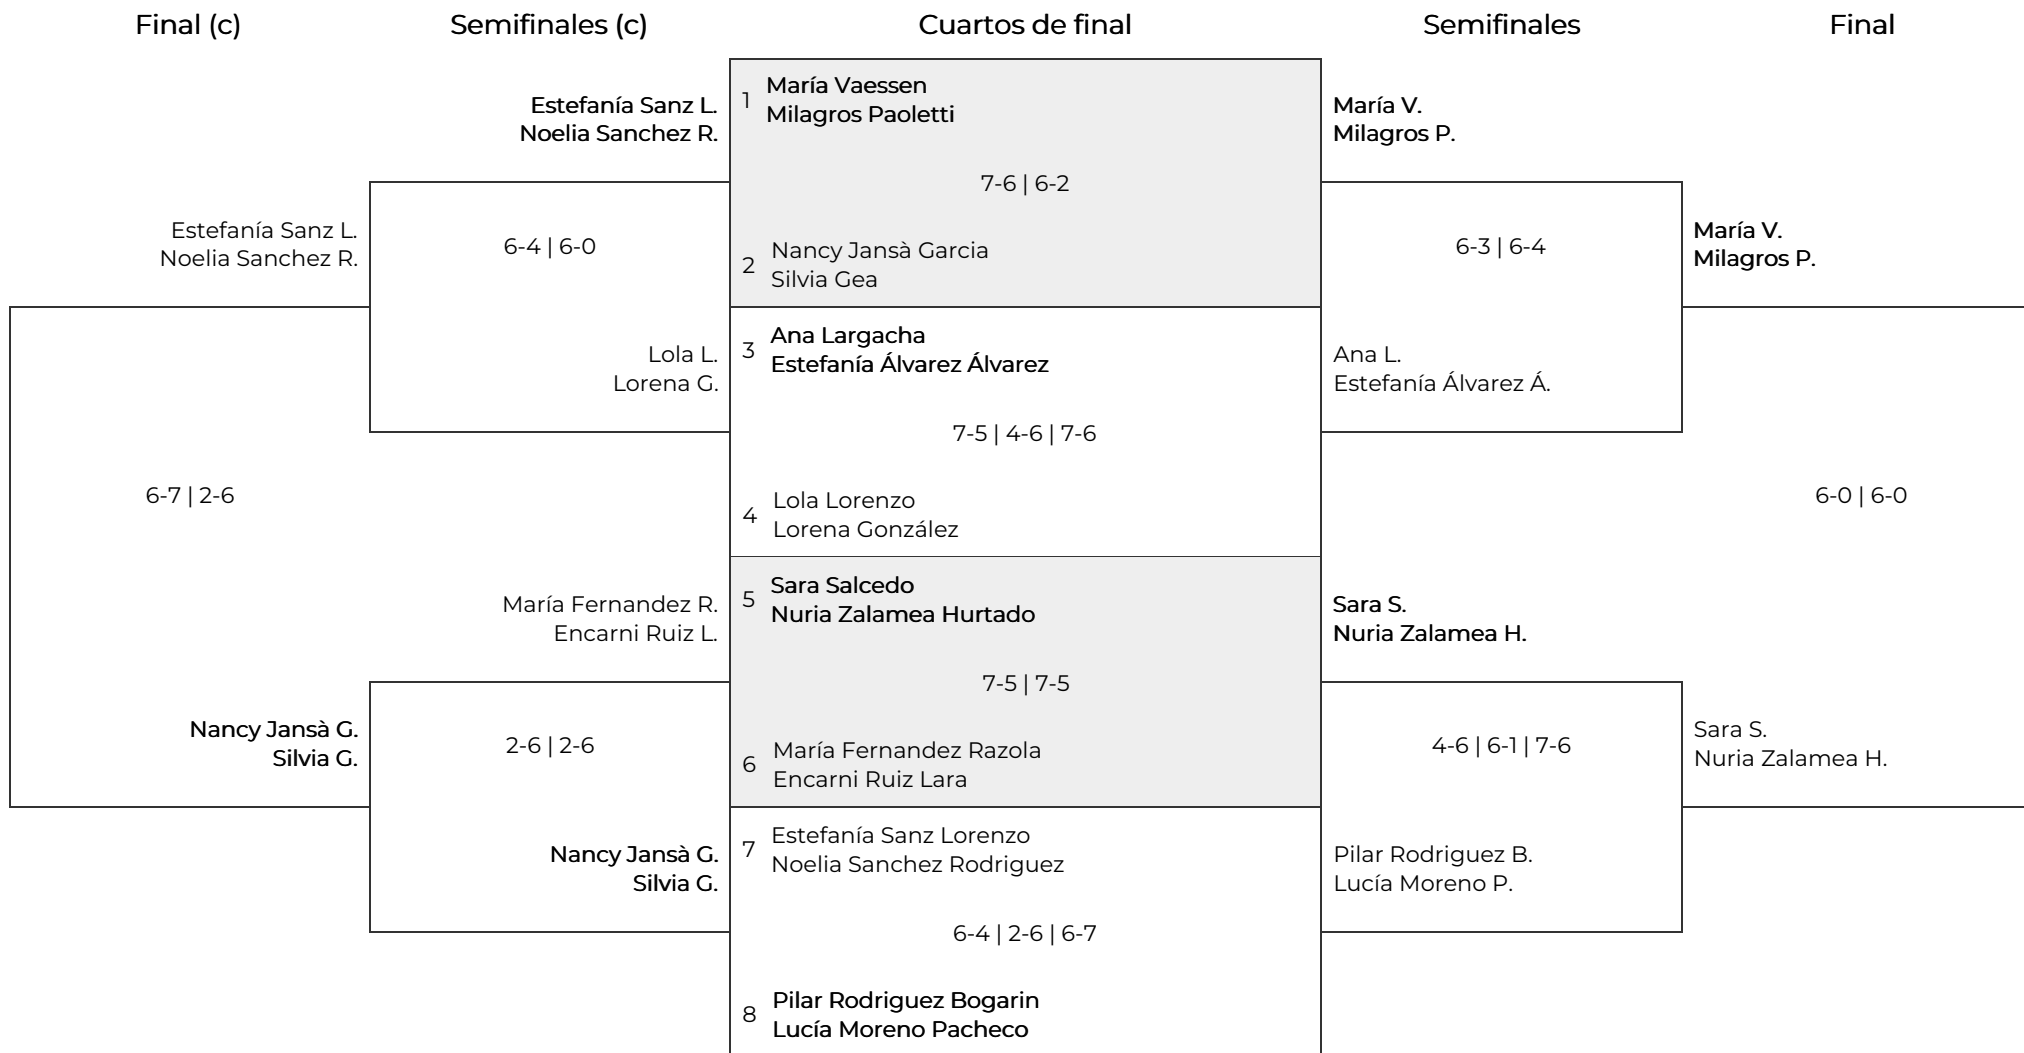 Final (c)
Semifinales (c)
Cuartos de final
Semifinales
Final
Estefanía Sanz L.
Noelia Sanchez R.
6-4 | 6-0
Lola L.
Lorena G.
Estefanía Sanz L.
Noelia Sanchez R.
6-7 | 2-6
Nancy Jansà G.
Silvia G.
María Fernandez R.
Encarni Ruiz L.
2-6 | 2-6
Nancy Jansà G.
Silvia G.
1
María Vaessen
Milagros Paoletti
7-6 | 6-2
2
Nancy Jansà Garcia
Silvia Gea
3
Ana Largacha
Estefanía Álvarez Álvarez
7-5 | 4-6 | 7-6
4
Lola Lorenzo
Lorena González
5
Sara Salcedo
Nuria Zalamea Hurtado
7-5 | 7-5
6
María Fernandez Razola
Encarni Ruiz Lara
7
Estefanía Sanz Lorenzo
Noelia Sanchez Rodriguez
6-4 | 2-6 | 6-7
8
Pilar Rodriguez Bogarin
Lucía Moreno Pacheco
María V.
Milagros P.
6-3 | 6-4
Ana L.
Estefanía Álvarez Á.
Sara S.
Nuria Zalamea H.
4-6 | 6-1 | 7-6
Pilar Rodriguez B.
Lucía Moreno P.
María V.
Milagros P.
6-0 | 6-0
Sara S.
Nuria Zalamea H.